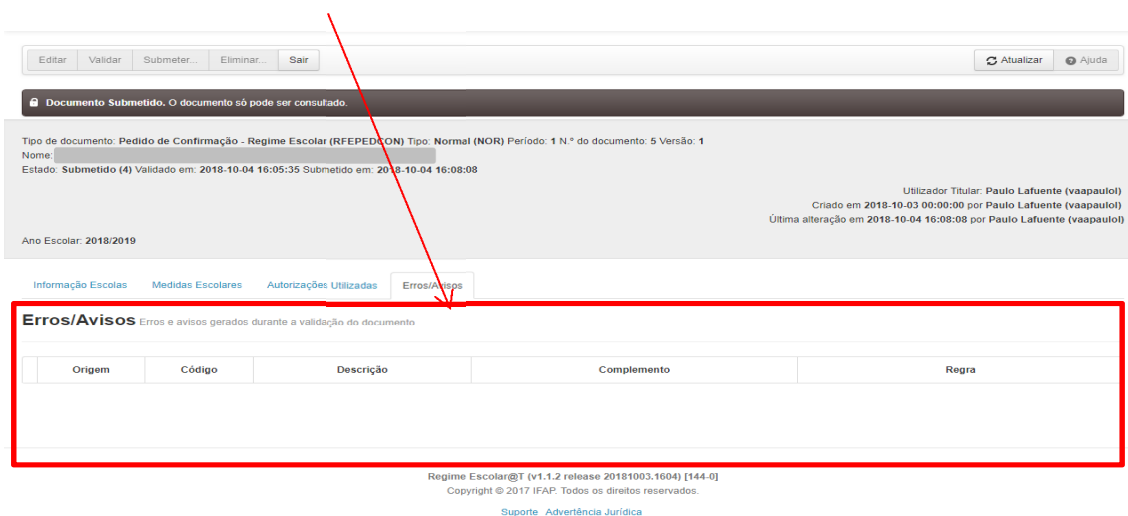 Editar Validar Submeter... Eliminar... Sair Atualizar Ajuda
Documento Submetido. O documento só pode ser consultado.
Tipo de documento: Pedido de Confirmação - Regime Escolar (RFEPEDCON) Tipo: Normal (NOR) Período: 1 N.º do documento: 5 Versão: 1
Nome:
Estado: Submetido (4) Validado em: 2018-10-04 16:05:35 Submetido em: 2018-10-04 16:08:08
Utilizador Titular: Paulo Lafuente (vaapaulol)
Criado em 2018-10-03 00:00:00 por Paulo Lafuente (vaapaulol)
Última alteração em 2018-10-04 16:08:08 por Paulo Lafuente (vaapaulol)
Ano Escolar: 2018/2019
Informação Escolas Medidas Escolares Autorizações Utilizadas Erros/Avisos
Erros/Avisos Erros e avisos gerados durante a validação do documento
Origem Código Descrição Complemento Regra
Regime Escolar@T (v1.1.2 release 20181003.1604) [144-0]
Copyright © 2017 IFAP. Todos os direitos reservados.
Suporte Advertência Jurídica